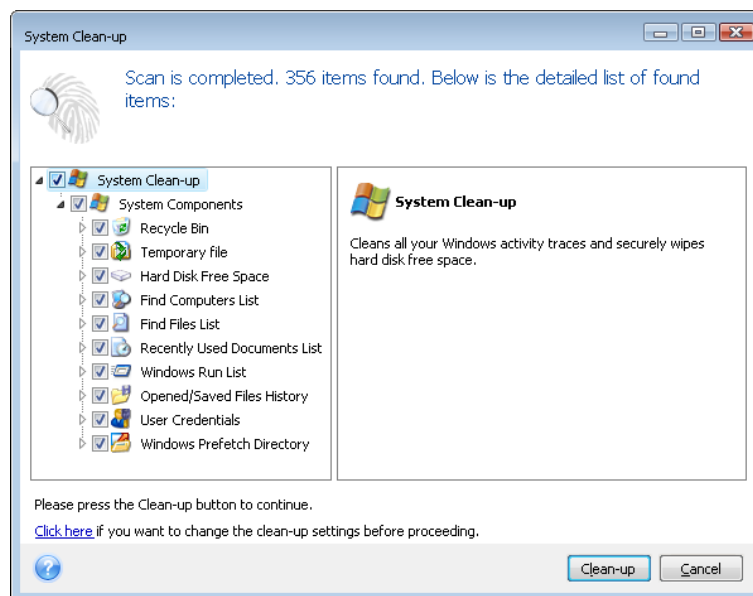 System Clean-up
Scan is completed. 356 items found. Below is the detailed list of found
items:
System Clean-up
System Components
Recycle Bin
Temporary file
Hard Disk Free Space
Find Computers List
Find Files List
Recently Used Documents List
Windows Run List
Opened/Saved Files History
User Credentials
Windows Prefetch Directory
System Clean-up
Cleans all your Windows activity traces and securely wipes
hard disk free space.
Please press the Clean-up button to continue.
Click here if you want to change the clean-up settings before proceeding.
?
Clean-up
Cancel